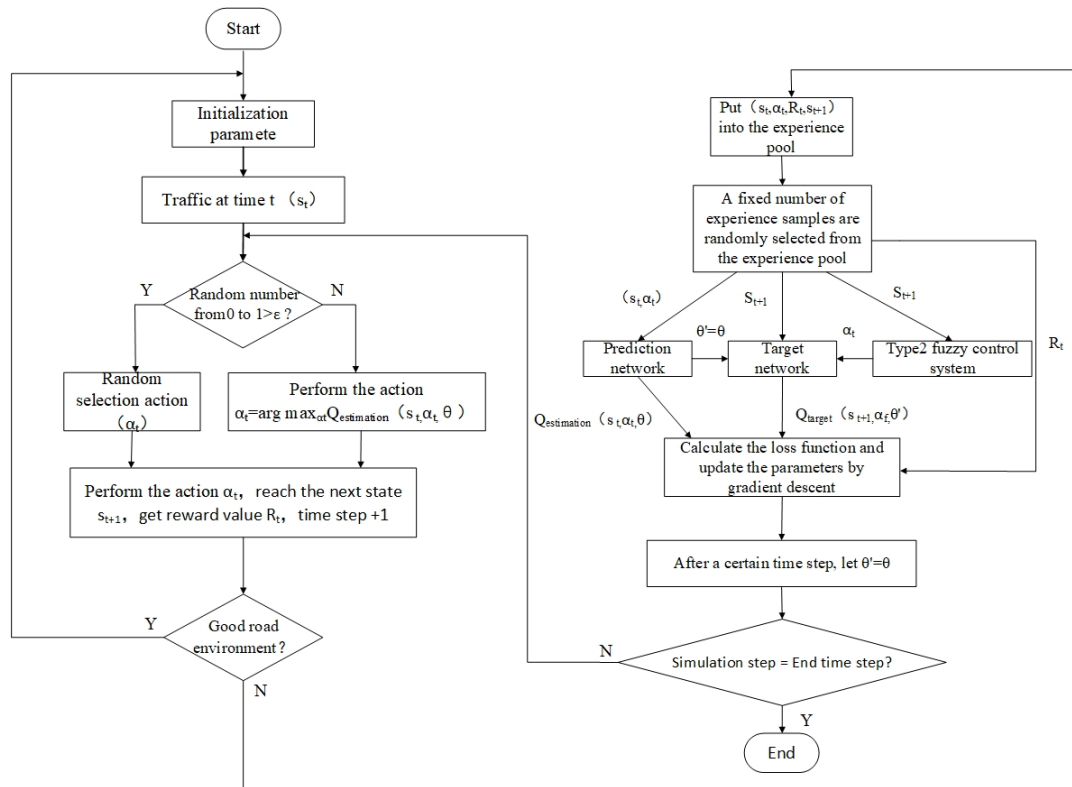 Start
Initialization
paramete
Traffic at time t （sₜ）
Y
Random number
from0 to 1>ε？
N
Random
selection action
（αₜ）
Perform the action
αₜ=arg max_αt Q_estimation（sₜ,αₜ,θ）
Perform the action αₜ， reach the next state
sₜ₊₁， get reward value Rₜ， time step +1
Y
Good road
environment？
N
Put （sₜ,αₜ,Rₜ,sₜ₊₁）
into the experience
pool
A fixed number of
experience samples are
randomly selected from
the experience pool
（sₜ,αₜ）
Sₜ₊₁
Sₜ₊₁
Rₜ
Prediction
network
θ'=θ
Target
network
αₜ
Type2 fuzzy control
system
Q_estimation（sₜ,αₜ,θ）
Q_target（sₜ₊₁,α_f,θ'）
Calculate the loss function and
update the parameters by
gradient descent
After a certain time step, let θ'=θ
N
Simulation step = End time step?
Y
End